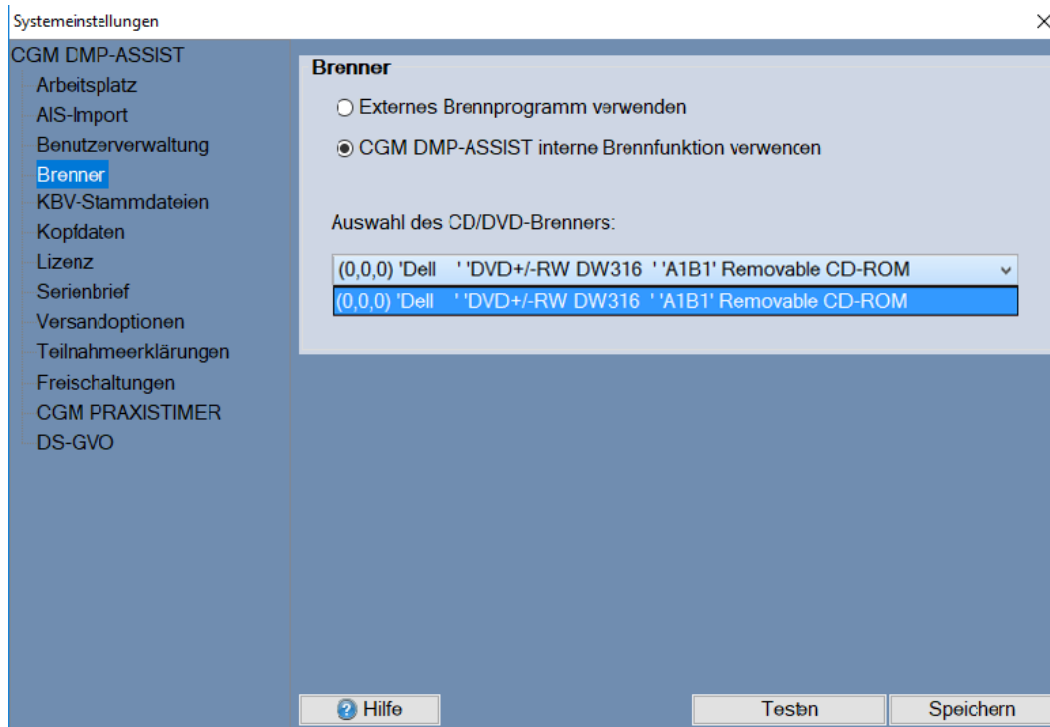 Systemeinstellungen
CGM DMP-ASSIST
Arbeitsplatz
AIS-Import
Benutzerverwaltung
Brenner
KBV-Stammdateien
Kopfdaten
Lizenz
Serienbrief
Versandoptionen
Teilnahmeerklärungen
Freischaltungen
CGM PRAXISTIMER
DS-GVO
Brenner
Externes Brennprogramm verwenden
CGM DMP-ASSIST interne Brennfunktion verwenden
Auswahl des CD/DVD-Brenners:
(0,0,0) 'Dell    ' 'DVD+/-RW DW316  ' 'A1B1' Removable CD-ROM
(0,0,0) 'Dell    ' 'DVD+/-RW DW316  ' 'A1B1' Removable CD-ROM
Hilfe
Testen
Speichern